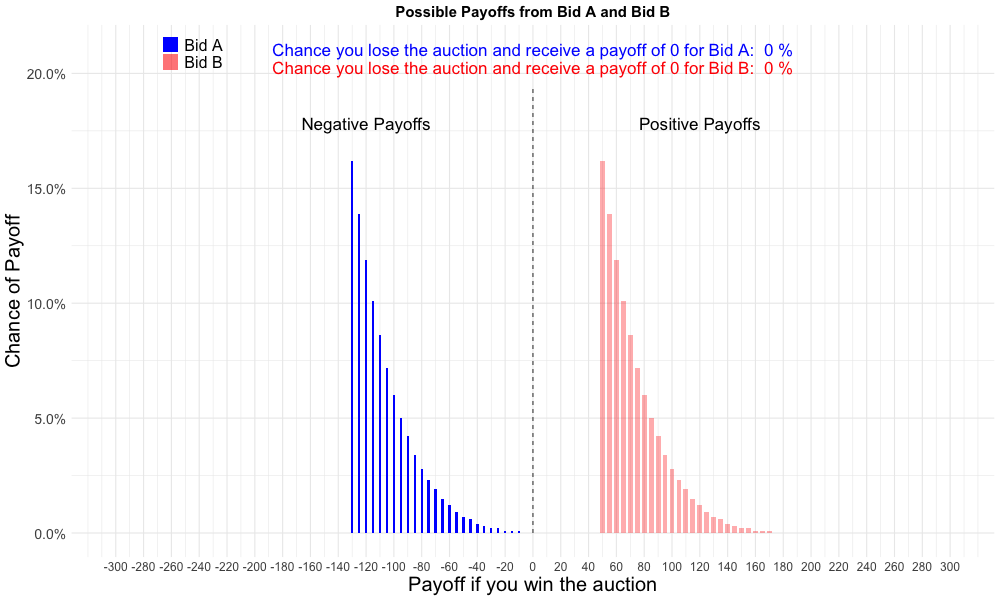 Possible Payoffs from Bid A and Bid B
Bid A
Bid B
Chance you lose the auction and receive a payoff of 0 for Bid A:  0 %
Chance you lose the auction and receive a payoff of 0 for Bid B:  0 %
Negative Payoffs
Positive Payoffs
Chance of Payoff
20.0%
15.0%
10.0%
5.0%
0.0%
-300 -280 -260 -240 -220 -200 -180 -160 -140 -120 -100 -80 -60 -40 -20 0 20 40 60 80 100 120 140 160 180 200 220 240 260 280 300
Payoff if you win the auction